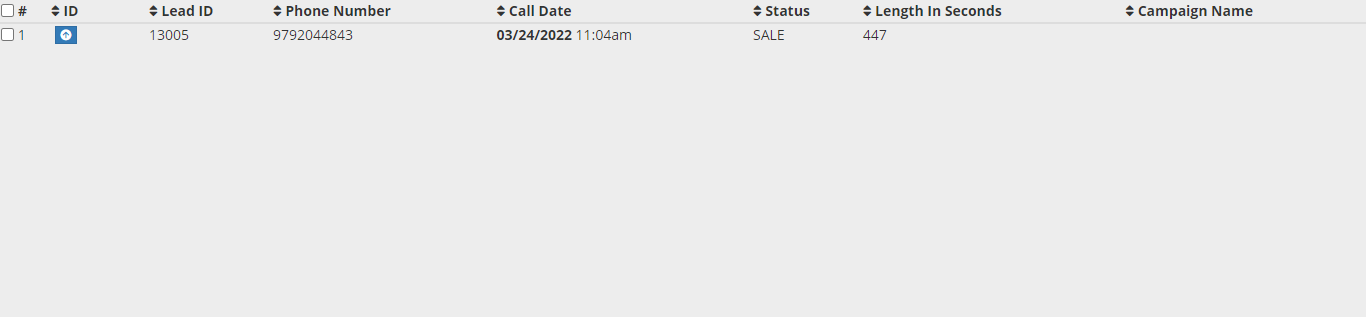 # ID Lead ID Phone Number Call Date Status Length In Seconds Campaign Name
1 13005 9792044843 03/24/2022 11:04am SALE 447